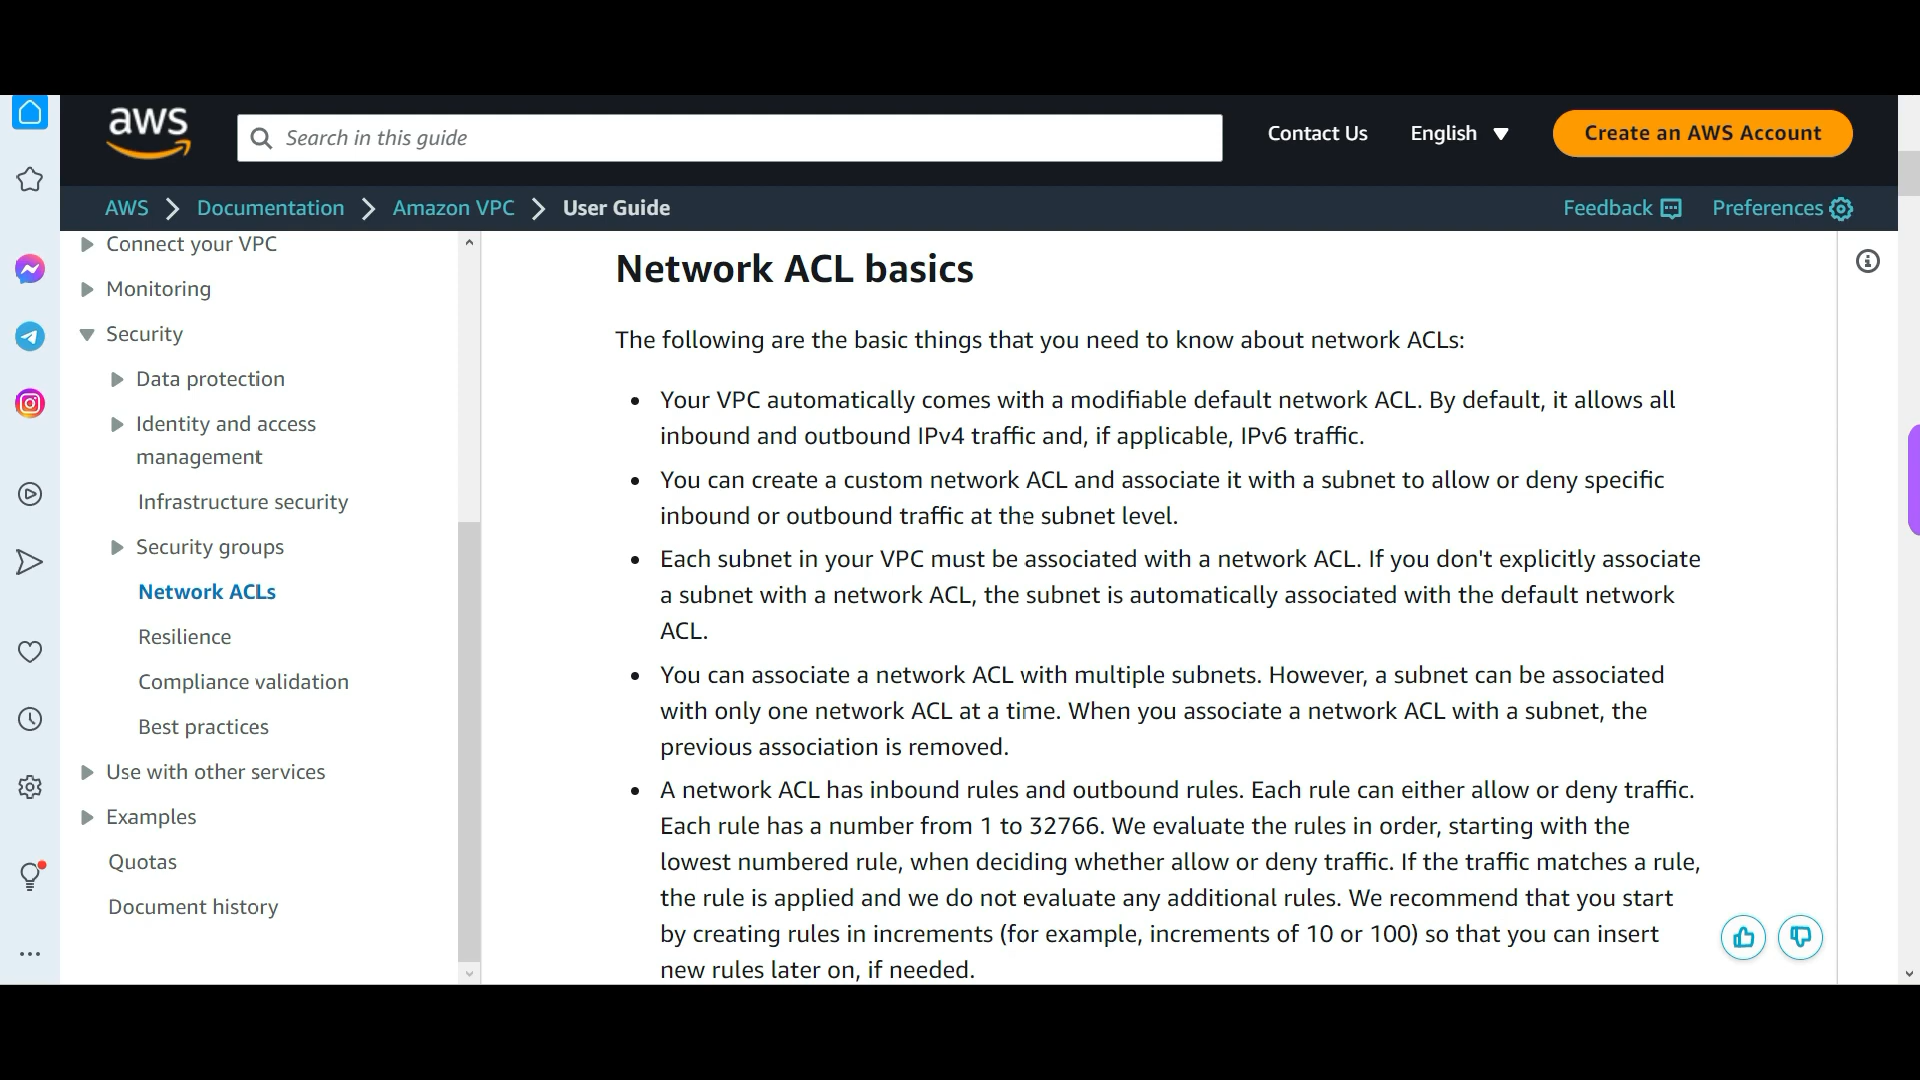 aws
Search in this guide
Contact Us
English
Create an AWS Account
AWS
Documentation
Amazon VPC
User Guide
Feedback
Preferences
Connect your VPC
Monitoring
Security
Data protection
Identity and access
management
Infrastructure security
Security groups
Network ACLs
Resilience
Compliance validation
Best practices
Use with other services
Examples
Quotas
Document history
Network ACL basics
The following are the basic things that you need to know about network ACLs:
• Your VPC automatically comes with a modifiable default network ACL. By default, it allows all
inbound and outbound IPv4 traffic and, if applicable, IPv6 traffic.
• You can create a custom network ACL and associate it with a subnet to allow or deny specific
inbound or outbound traffic at the subnet level.
• Each subnet in your VPC must be associated with a network ACL. If you don't explicitly associate
a subnet with a network ACL, the subnet is automatically associated with the default network
ACL.
• You can associate a network ACL with multiple subnets. However, a subnet can be associated
with only one network ACL at a time. When you associate a network ACL with a subnet, the
previous association is removed.
• A network ACL has inbound rules and outbound rules. Each rule can either allow or deny traffic.
Each rule has a number from 1 to 32766. We evaluate the rules in order, starting with the
lowest numbered rule, when deciding whether allow or deny traffic. If the traffic matches a rule,
the rule is applied and we do not evaluate any additional rules. We recommend that you start
by creating rules in increments (for example, increments of 10 or 100) so that you can insert
new rules later on, if needed.